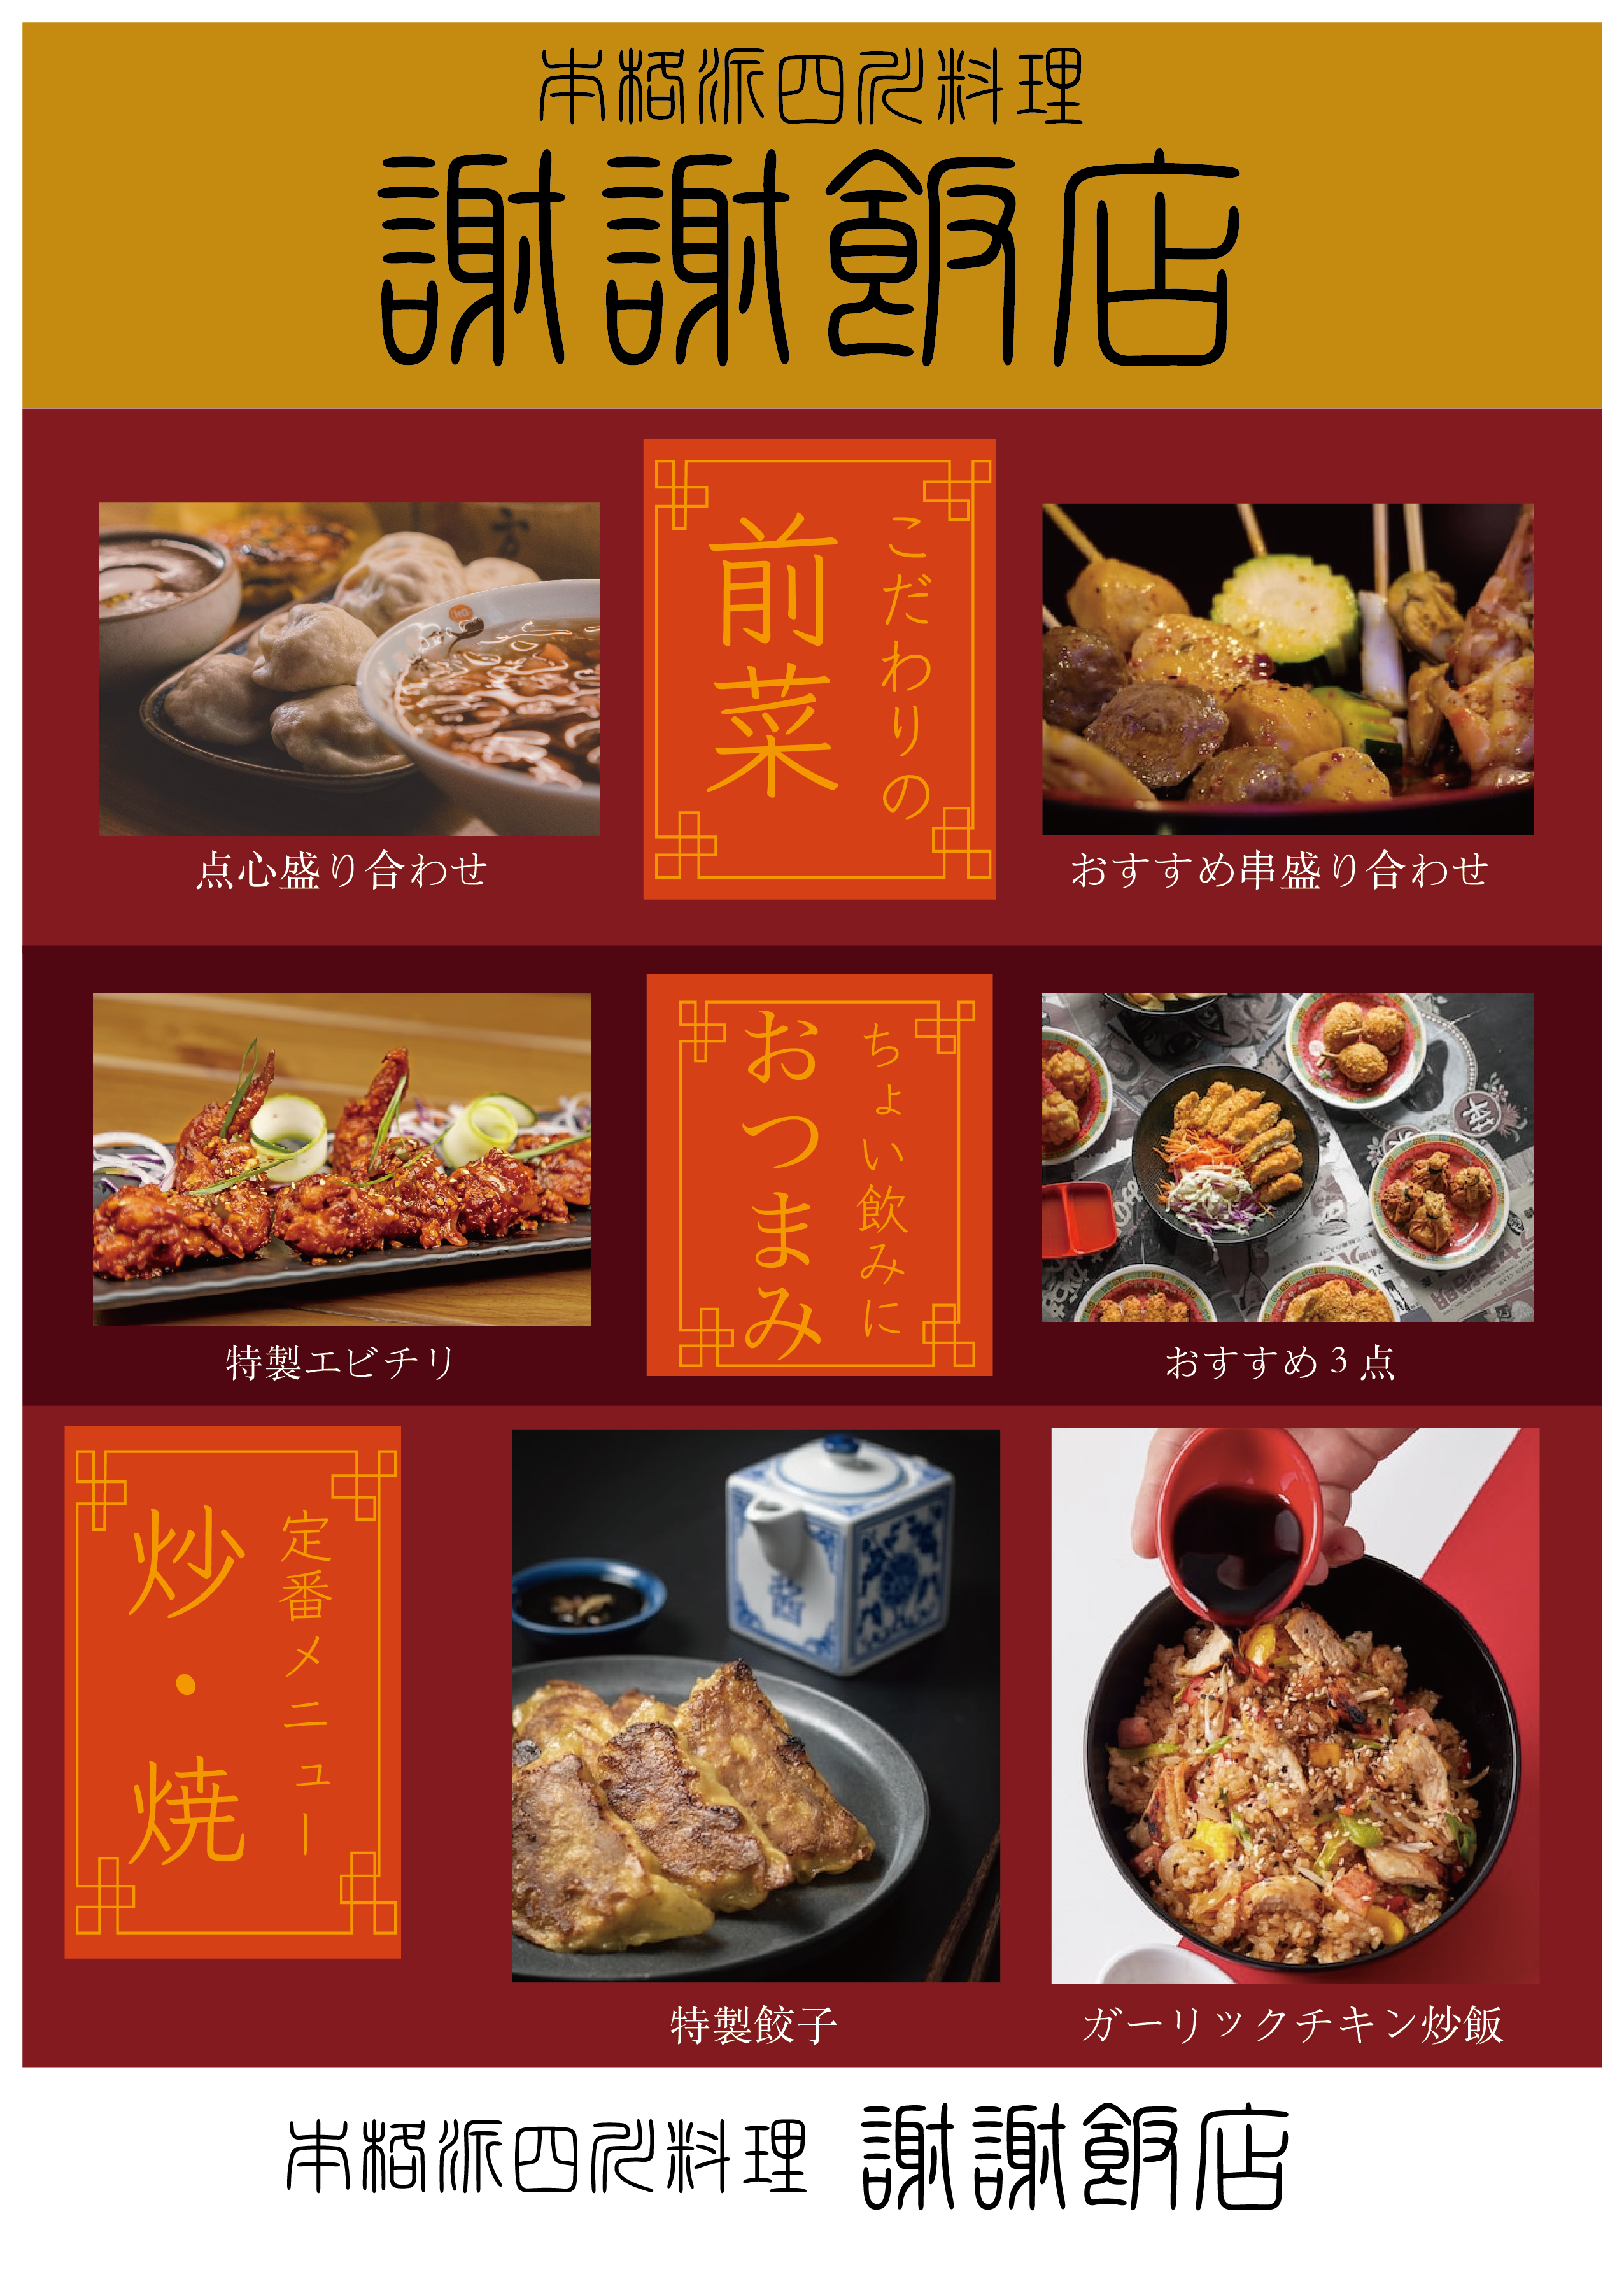 本格派四川料理
謝謝飯店
こだわりの
前菜
点心盛り合わせ
おすすめ串盛り合わせ
ちょい飲みに
おつまみ
特製エビチリ
おすすめ3点
定番メニュー
炒・焼
醤
特製餃子
ガーリックチキン炒飯
本格派四川料理 謝謝飯店